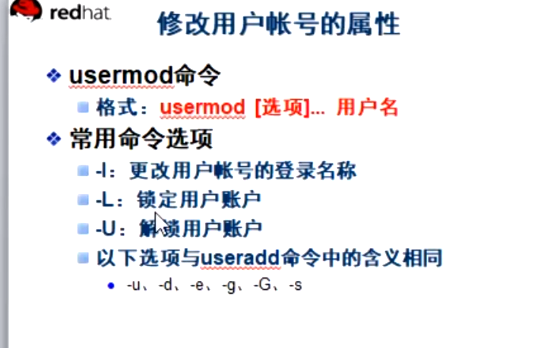 redhat.
修改用户帐号的属性
usermod命令
格式：usermod [选项]... 用户名
常用命令选项
-l：更改用户帐号的登录名称
-L：锁定用户账户
-U：解锁用户账户
以下选项与useradd命令中的含义相同
-u、-d、-e、-g、-G、-s